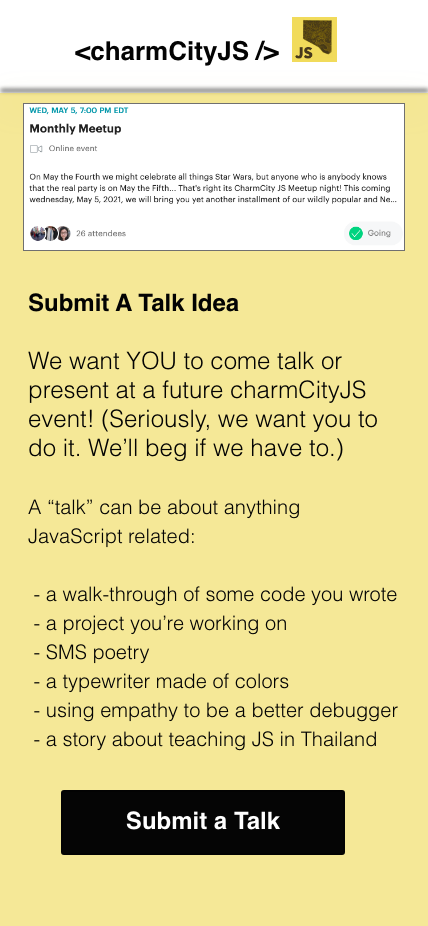 <charmCityJS />
JS
WED, MAY 5, 7:00 PM EDT
Monthly Meetup
Online event
On May the Fourth we might celebrate all things Star Wars, but anyone who is anybody knows
that the real party is on May the Fifth... That's right its CharmCity JS Meetup night! This coming
wednesday, May 5, 2021, we will bring you yet another installment of our wildly popular and Ne...
26 attendees
Going
Submit A Talk Idea
We want YOU to come talk or
present at a future charmCityJS
event! (Seriously, we want you to
do it. We’ll beg if we have to.)
A “talk” can be about anything
JavaScript related:
- a walk-through of some code you wrote
- a project you’re working on
- SMS poetry
- a typewriter made of colors
- using empathy to be a better debugger
- a story about teaching JS in Thailand
Submit a Talk